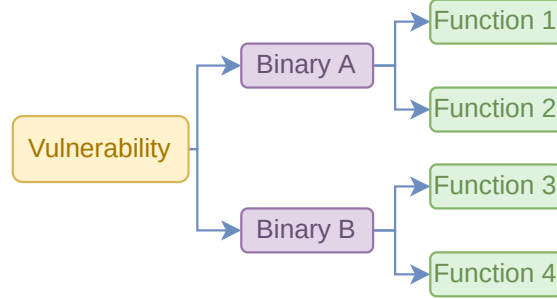 Vulnerability
Binary A
Function 1
Function 2
Binary B
Function 3
Function 4